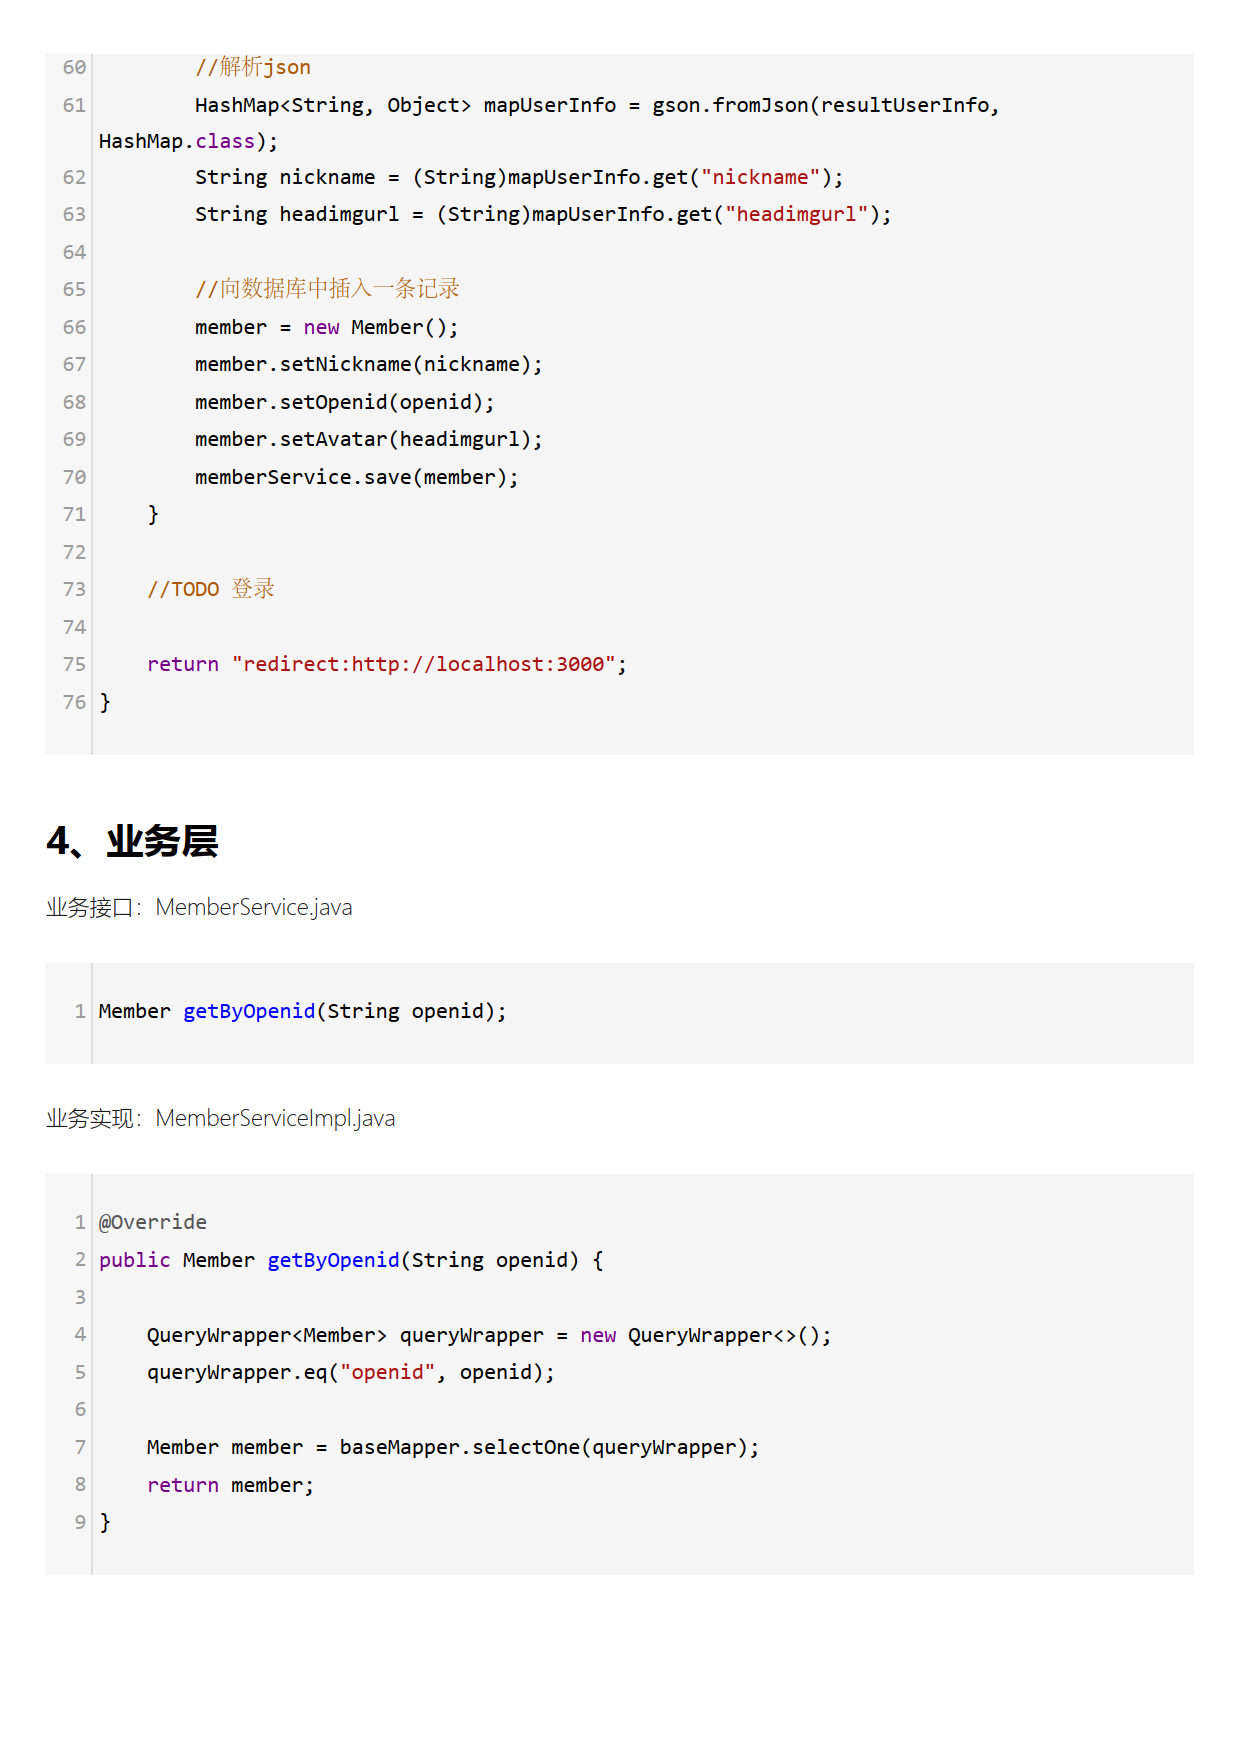 60         //解析json
61         HashMap<String, Object> mapUserInfo = gson.fromJson(resultUserInfo,
HashMap.class);
62         String nickname = (String)mapUserInfo.get("nickname");
63         String headimgurl = (String)mapUserInfo.get("headimgurl");
64
65         //向数据库中插入一条记录
66         member = new Member();
67         member.setNickname(nickname);
68         member.setOpenid(openid);
69         member.setAvatar(headimgurl);
70         memberService.save(member);
71     }
72
73     //TODO 登录
74
75     return "redirect:http://localhost:3000";
76 }
4、业务层
业务接口：MemberService.java
1 Member getByOpenid(String openid);
业务实现：MemberServiceImpl.java
1 @Override
2 public Member getByOpenid(String openid) {
3
4     QueryWrapper<Member> queryWrapper = new QueryWrapper<>();
5     queryWrapper.eq("openid", openid);
6
7     Member member = baseMapper.selectOne(queryWrapper);
8     return member;
9 }